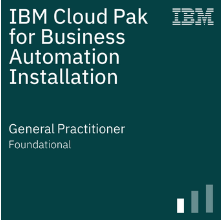 IBM Cloud Pak
for Business
Automation
Installation
IBM
General Practitioner
Foundational